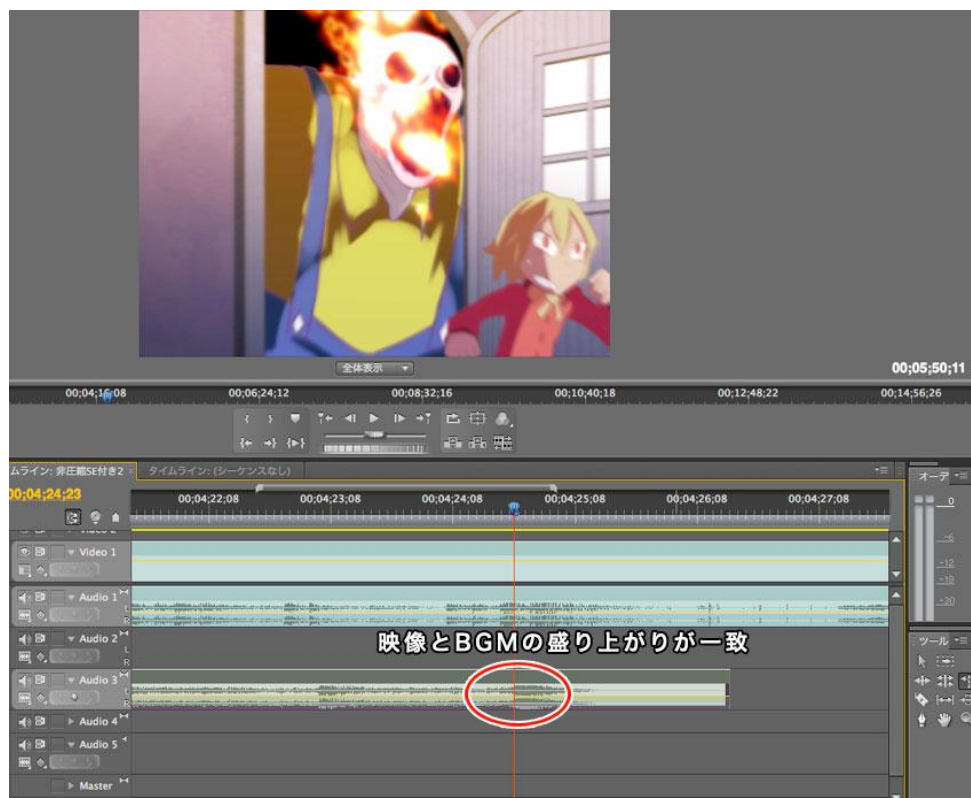 全体表示
00;05;50;11
00;04;16;08
00;06;24;12
00;08;32;16
00;10;40;18
00;12;48;22
00;14;56;26
ムライン: 非圧縮SE付き2 ×
タイムライン: (シーケンスなし)
オーデ
00;04;24;23
00;04;22;08
00;04;23;08
00;04;24;08
00;04;25;08
00;04;26;08
00;04;27;08
0
-6
-12
-18
-20
Video 2
Video 1
Audio 1
L
R
Audio 2
L
R
映像とBGMの盛り上がりが一致
ツール
Audio 3
L
R
Audio 4
Audio 5
Master